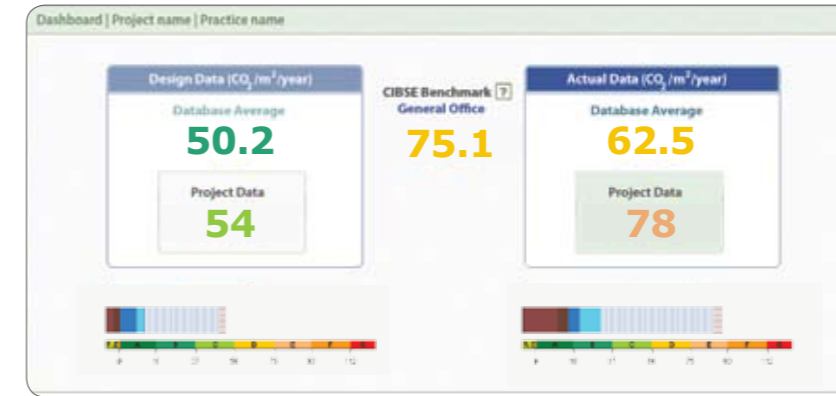 Dashboard | Project name | Practice name
Design Data (CO₂/m²/year)
Database Average
50.2
Project Data
54
CIBSE Benchmark ?
General Office
75.1
Actual Data (CO₂/m²/year)
Database Average
62.5
Project Data
78
A B C D E F G
A B C D E F G